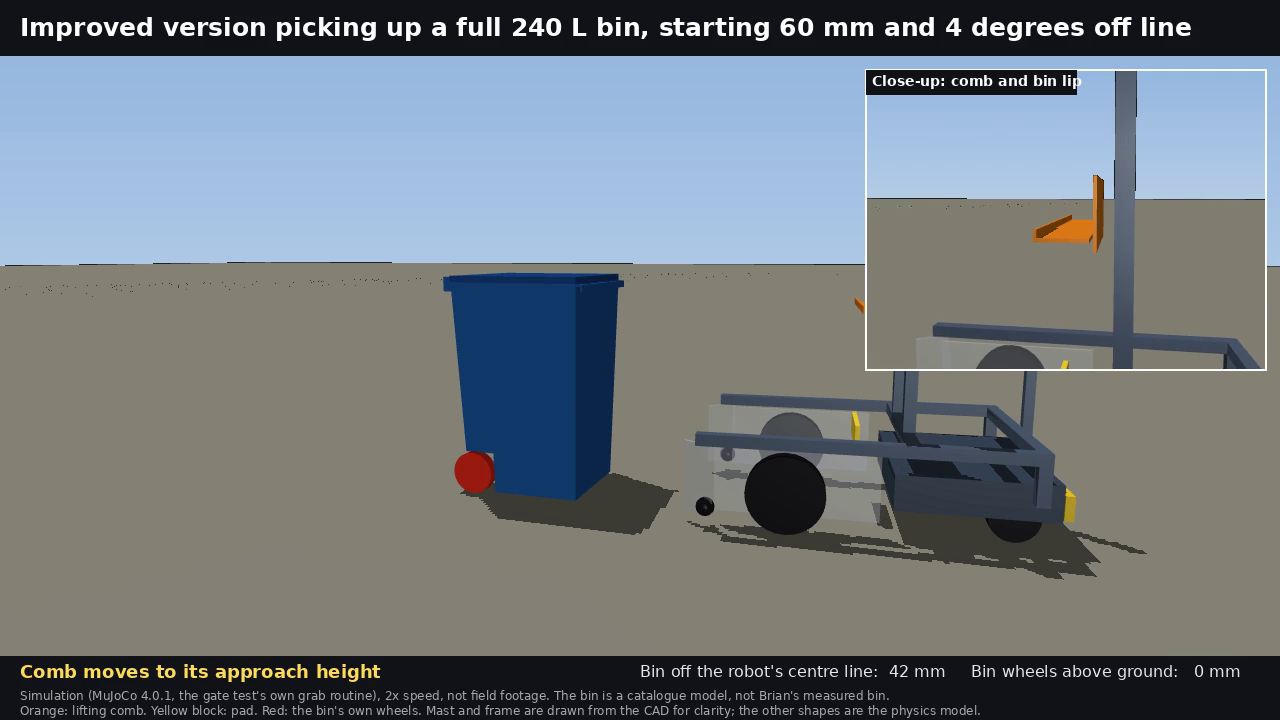 Improved version picking up a full 240 L bin, starting 60 mm and 4 degrees off line
Close-up: comb and bin lip
Comb moves to its approach height
Bin off the robot's centre line: 42 mm Bin wheels above ground: 0 mm
Simulation (MuJoCo 4.0.1, the gate test's own grab routine), 2x speed, not field footage. The bin is a catalogue model, not Brian's measured bin.
Orange: lifting comb. Yellow block: pad. Red: the bin's own wheels. Mast and frame are drawn from the CAD for clarity; the other shapes are the physics model.